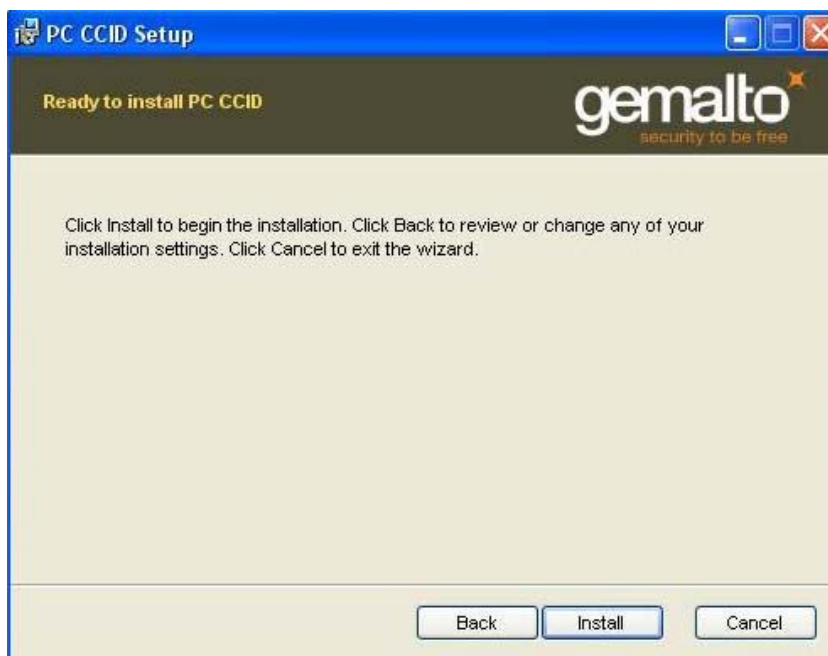 PC CCID Setup
Ready to install PC CCID
gemalto
security to be free
Click Install to begin the installation. Click Back to review or change any of your
installation settings. Click Cancel to exit the wizard.
Back
Install
Cancel